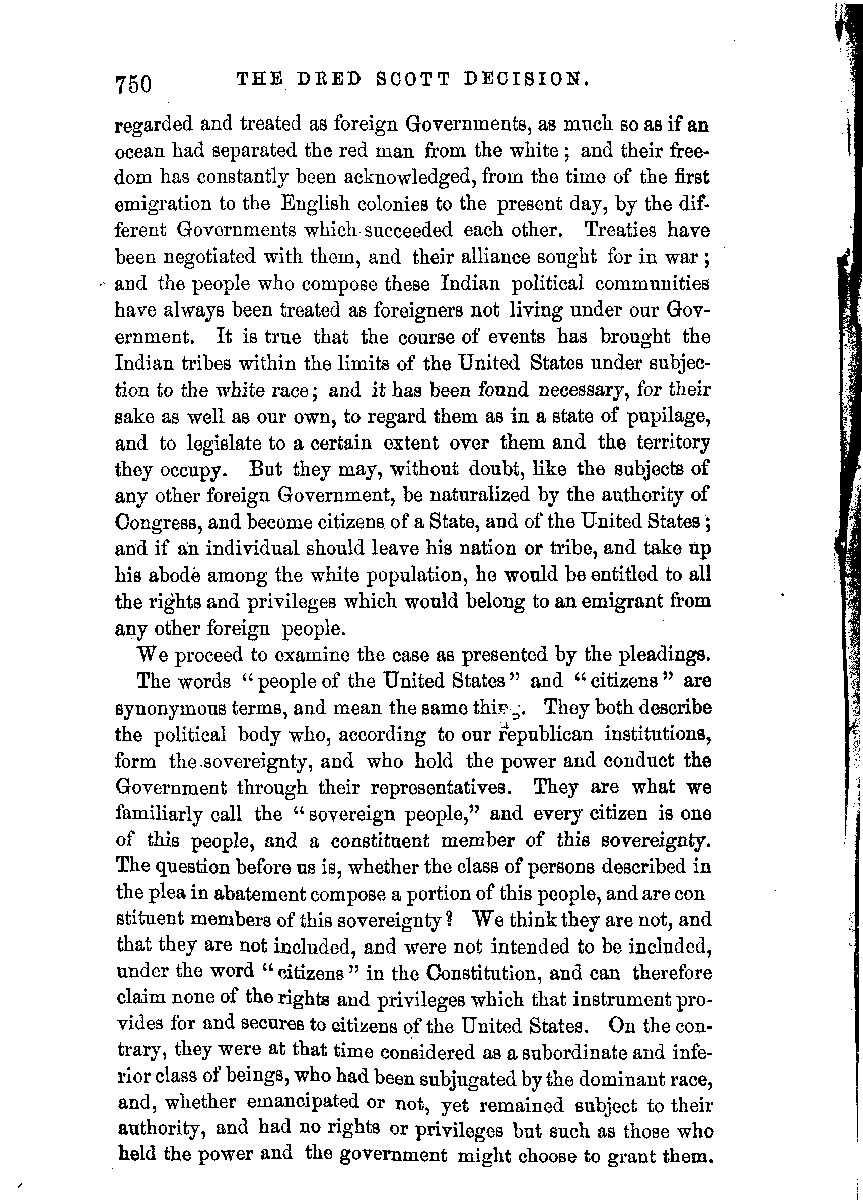 750 THE DRED SCOTT DECISION.
regarded and treated as foreign Governments, as much so as if an
ocean had separated the red man from the white; and their free-
dom has constantly been acknowledged, from the time of the first
emigration to the English colonies to the present day, by the dif-
ferent Governments which succeeded each other. Treaties have
been negotiated with them, and their alliance sought for in war;
and the people who compose these Indian political communities
have always been treated as foreigners not living under our Gov-
ernment. It is true that the course of events has brought the
Indian tribes within the limits of the United States under subjec-
tion to the white race; and it has been found necessary, for their
sake as well as our own, to regard them as in a state of pupilage,
and to legislate to a certain extent over them and the territory
they occupy. But they may, without doubt, like the subjects of
any other foreign Government, be naturalized by the authority of
Congress, and become citizens of a State, and of the United States;
and if an individual should leave his nation or tribe, and take up
his abode among the white population, he would be entitled to all
the rights and privileges which would belong to an emigrant from
any other foreign people.
We proceed to examine the case as presented by the pleadings.
The words "people of the United States" and "citizens" are
synonymous terms, and mean the same thing. They both describe
the political body who, according to our republican institutions,
form the sovereignty, and who hold the power and conduct the
Government through their representatives. They are what we
familiarly call the "sovereign people," and every citizen is one
of this people, and a constituent member of this sovereignty.
The question before us is, whether the class of persons described in
the plea in abatement compose a portion of this people, and are con
stituent members of this sovereignty? We think they are not, and
that they are not included, and were not intended to be included,
under the word "citizens" in the Constitution, and can therefore
claim none of the rights and privileges which that instrument pro-
vides for and secures to citizens of the United States. On the con-
trary, they were at that time considered as a subordinate and infe-
rior class of beings, who had been subjugated by the dominant race,
and, whether emancipated or not, yet remained subject to their
authority, and had no rights or privileges but such as those who
held the power and the government might choose to grant them.